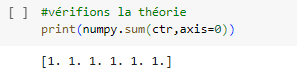 [ ] #vérifions la théorie
print(numpy.sum(ctr,axis=0))
[1. 1. 1. 1. 1. 1.]